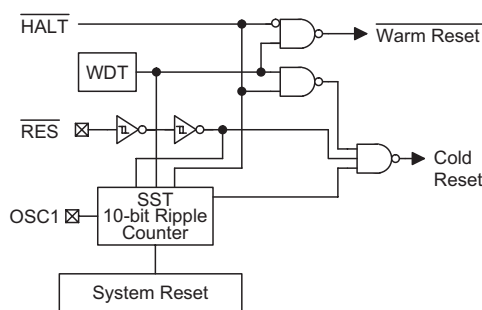 HALT
Warm Reset
WDT
RES
Cold
Reset
OSC1
SST
10-bit Ripple
Counter
System Reset